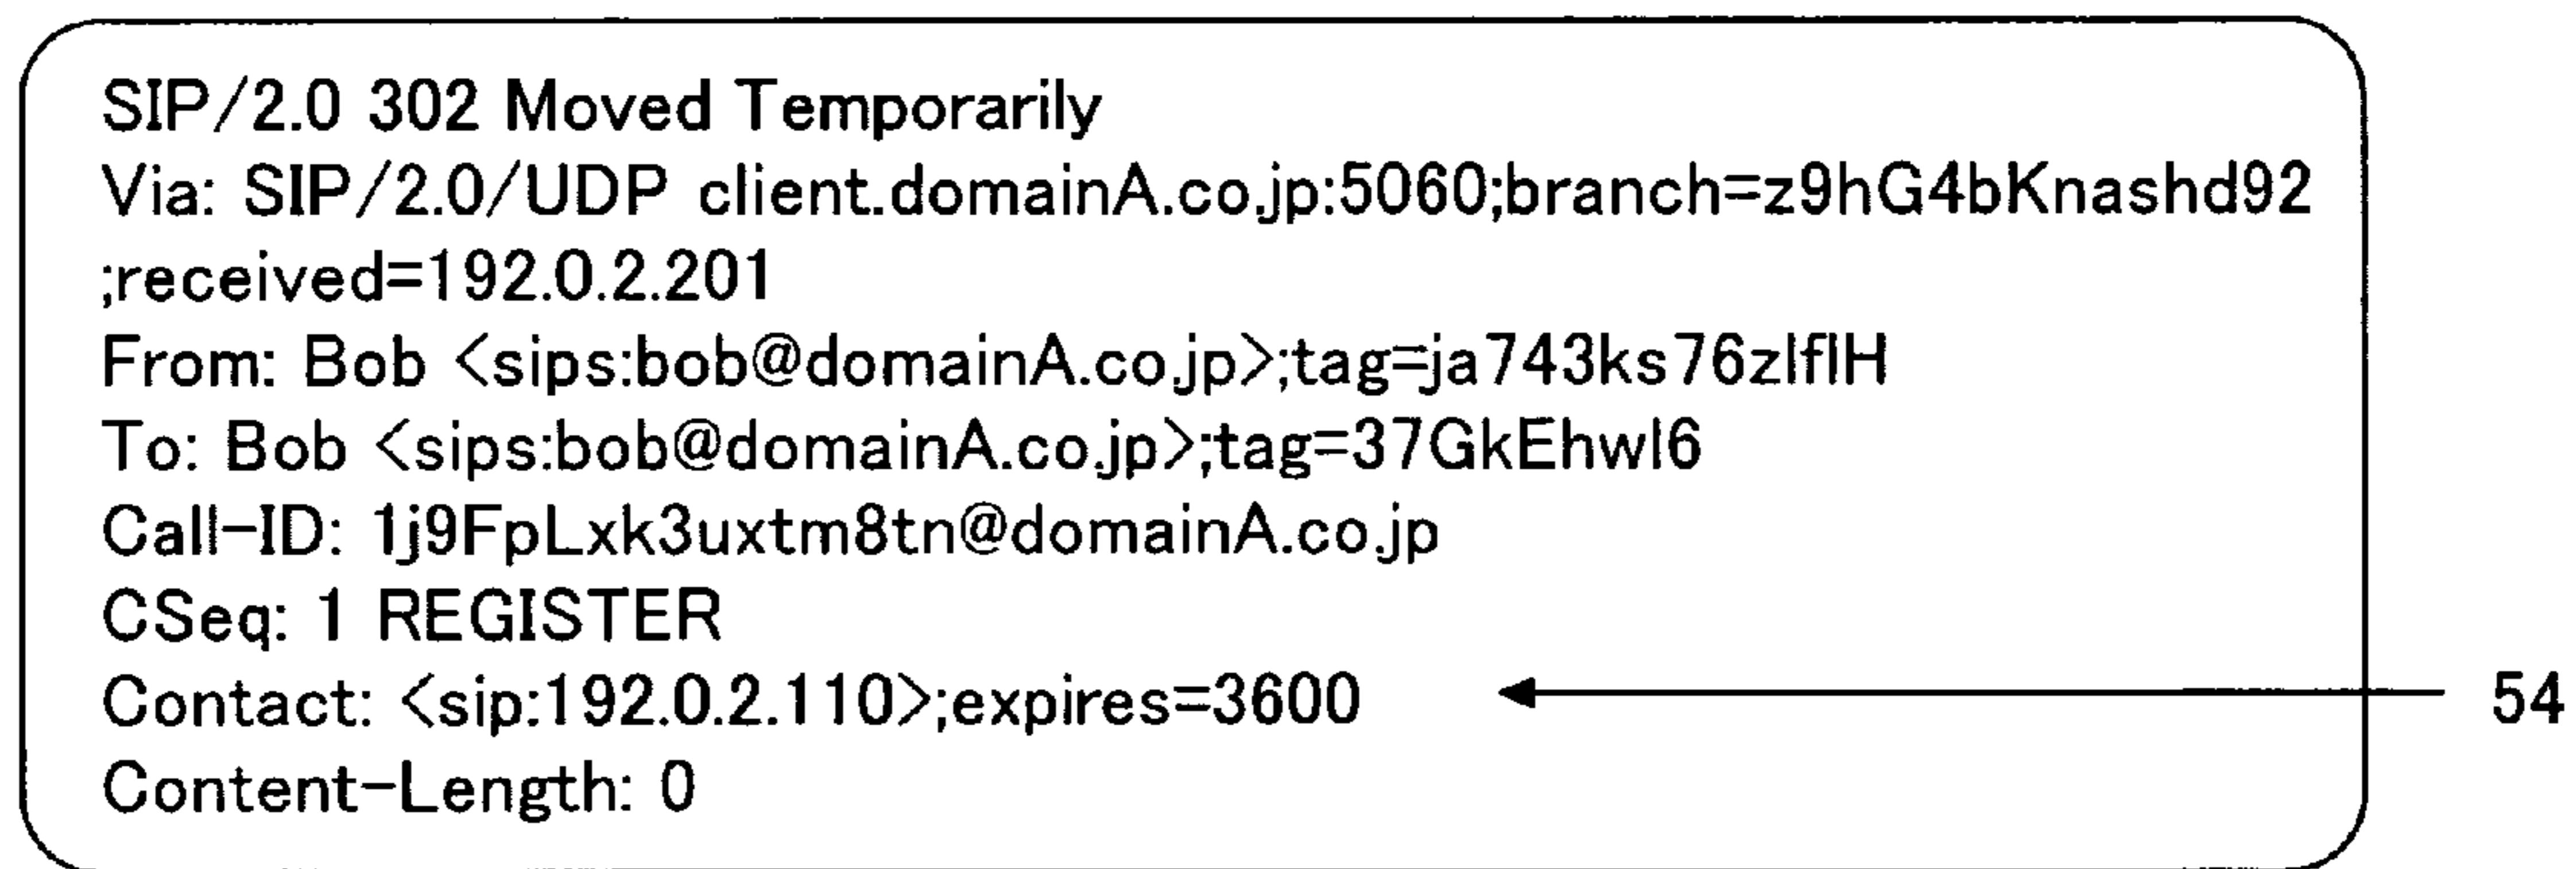 SIP/2.0 302 Moved Temporarily
Via: SIP/2.0/UDP client.domainA.co.jp:5060;branch=z9hG4bKnashd92
;received=192.0.2.201
From: Bob <sips:bob@domainA.co.jp>;tag=ja743ks76zlflH
To: Bob <sips:bob@domainA.co.jp>;tag=37GkEhwl6
Call-ID: 1j9FpLxk3uxtm8tn@domainA.co.jp
CSeq: 1 REGISTER
Contact: <sip:192.0.2.110>;expires=3600
54
Content-Length: 0